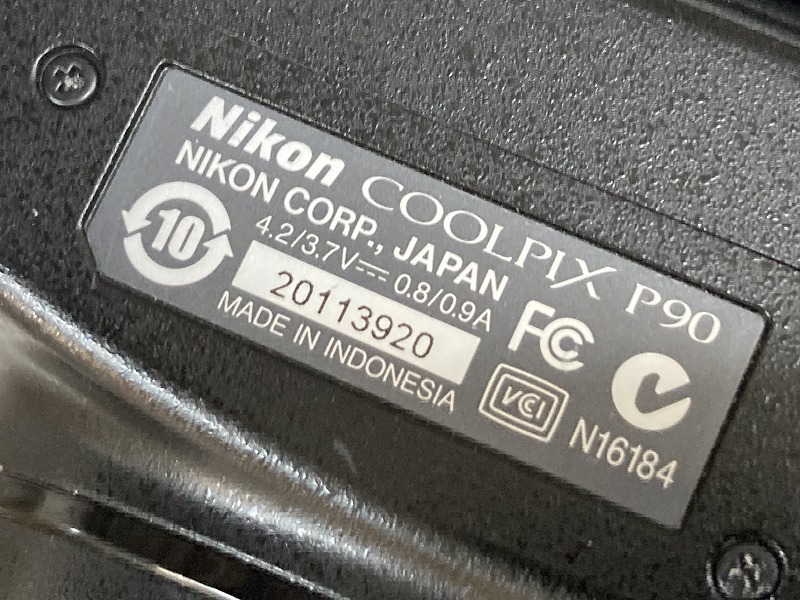 Nikon COOLPIX P90
NIKON CORP., JAPAN
10
4.2/3.7V⎓ 0.8/0.9A
20113920
MADE IN INDONESIA
FC
VCI
N16184